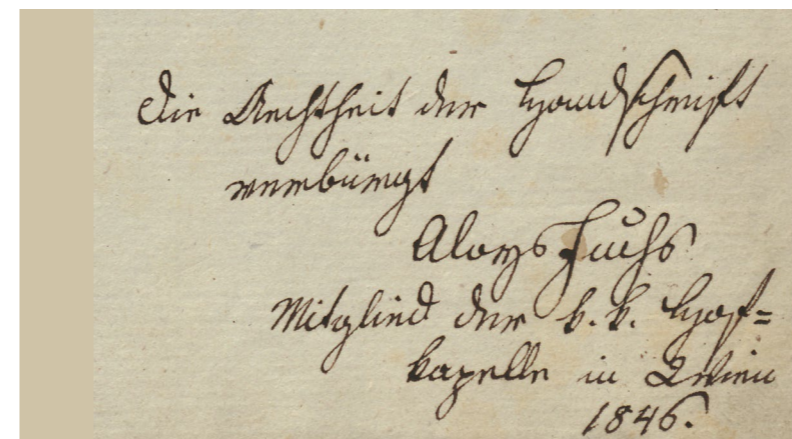 Die Aechtheit der Handschrift
verbürgt
Aloys Fuchs
Mitglied der k. k. Hof=
kapelle in Wien
1846.